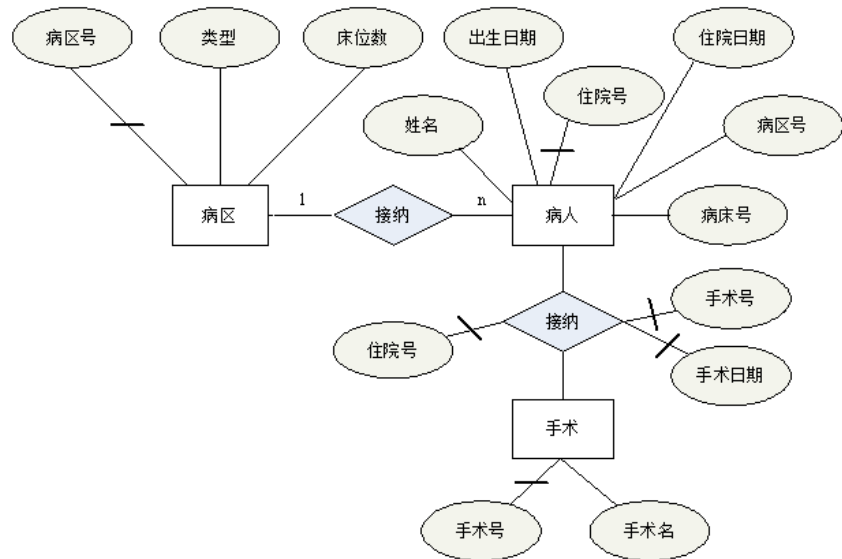 病区号
类型
床位数
出生日期
住院日期
住院号
姓名
病区号
病区
1
接纳
n
病人
病床号
手术号
接纳
住院号
手术日期
手术
手术号
手术名